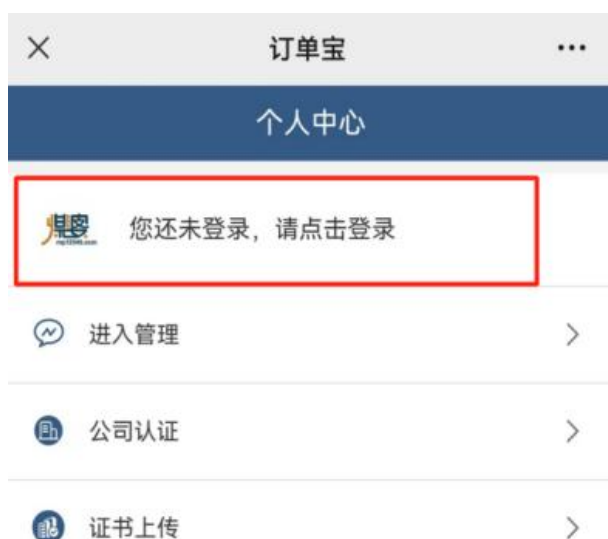 订单宝
个人中心
您还未登录，请点击登录
进入管理
公司认证
证书上传